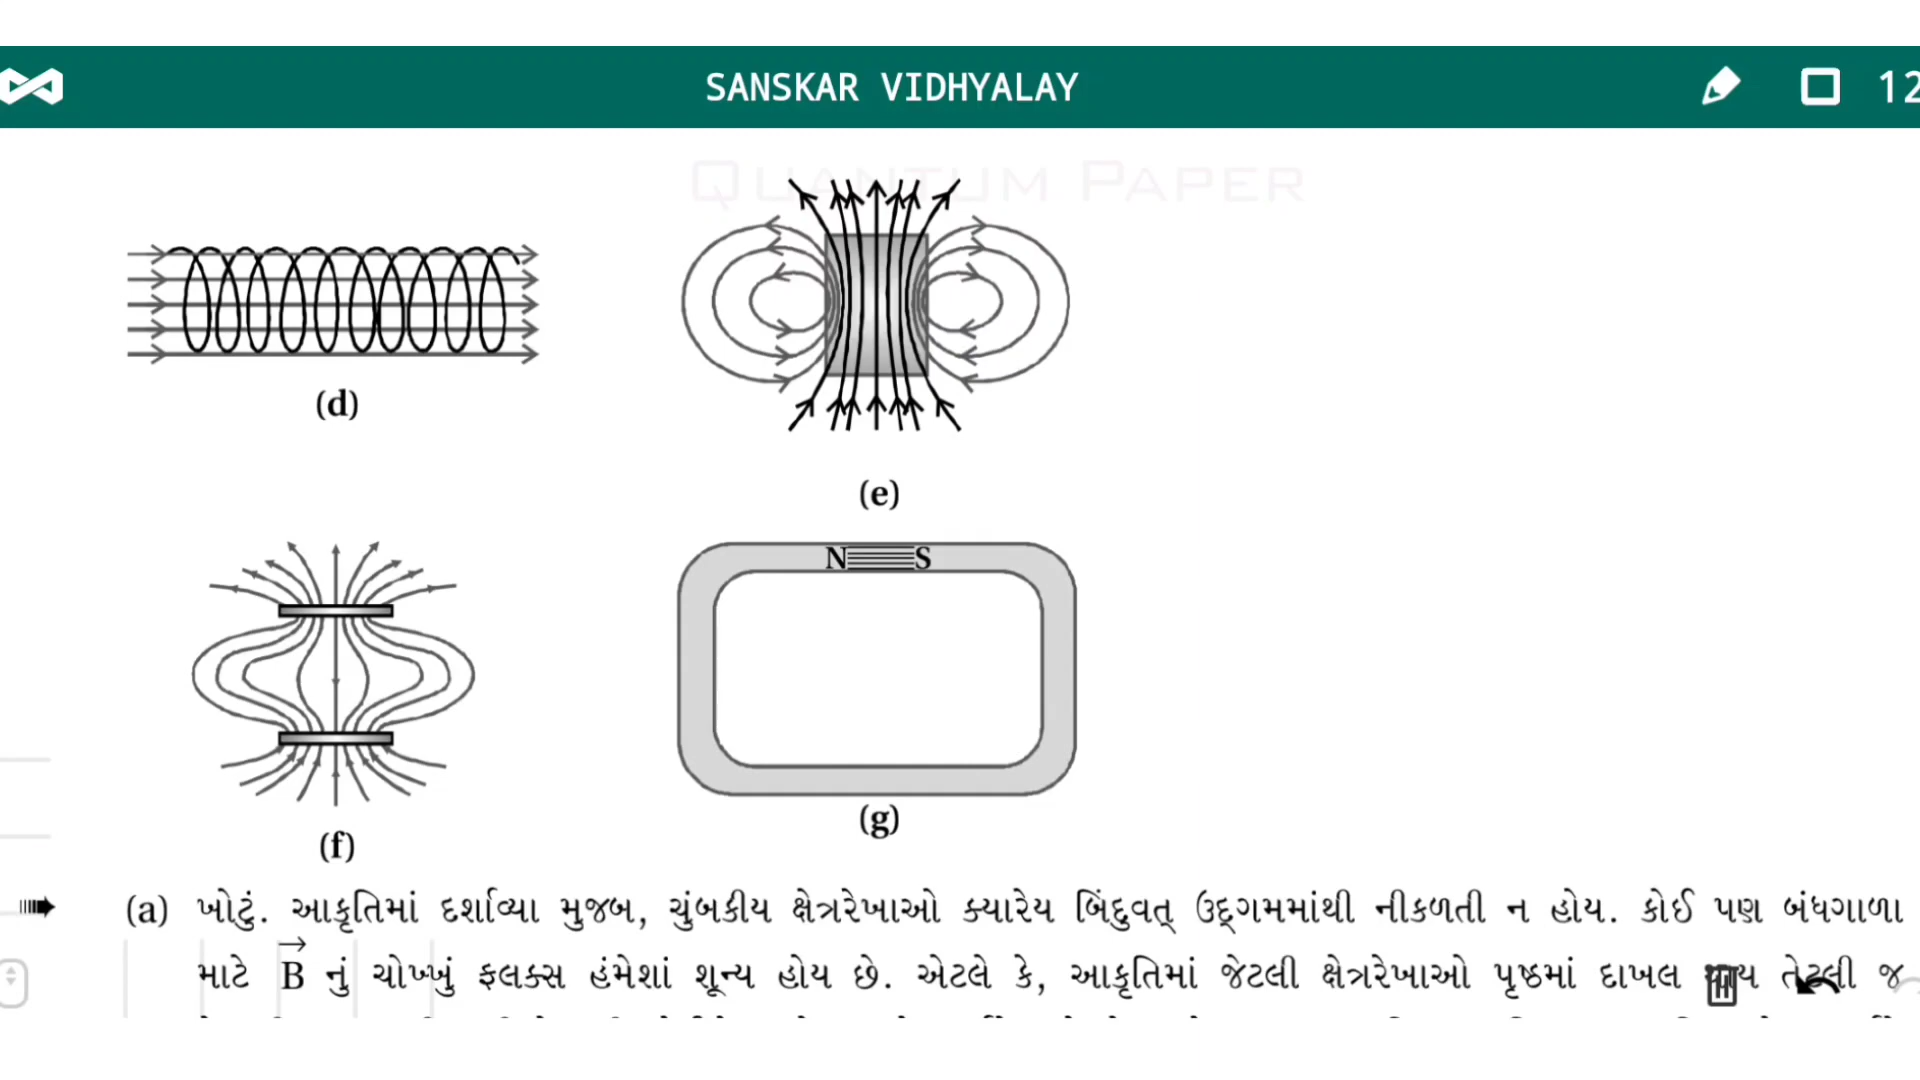 SANSKAR VIDHYALAY
12
QUANTUM PAPER
(d)
(e)
N S
(f)
(g)
(a) ખોટું. આકૃતિમાં દર્શાવ્યા મુજબ, ચુંબકીય ક્ષેત્રરેખાઓ ક્યારેય બિંદુવત્ ઉદ્ગમમાંથી નીકળતી ન હોય. કોઈ પણ બંધગાળા
માટે B⃗ નું ચોખ્ખું ફ્લક્સ હંમેશાં શૂન્ય હોય છે. એટલે કે, આકૃતિમાં જેટલી ક્ષેત્રરેખાઓ પૃષ્ઠમાં દાખલ થાય તેટલી જ